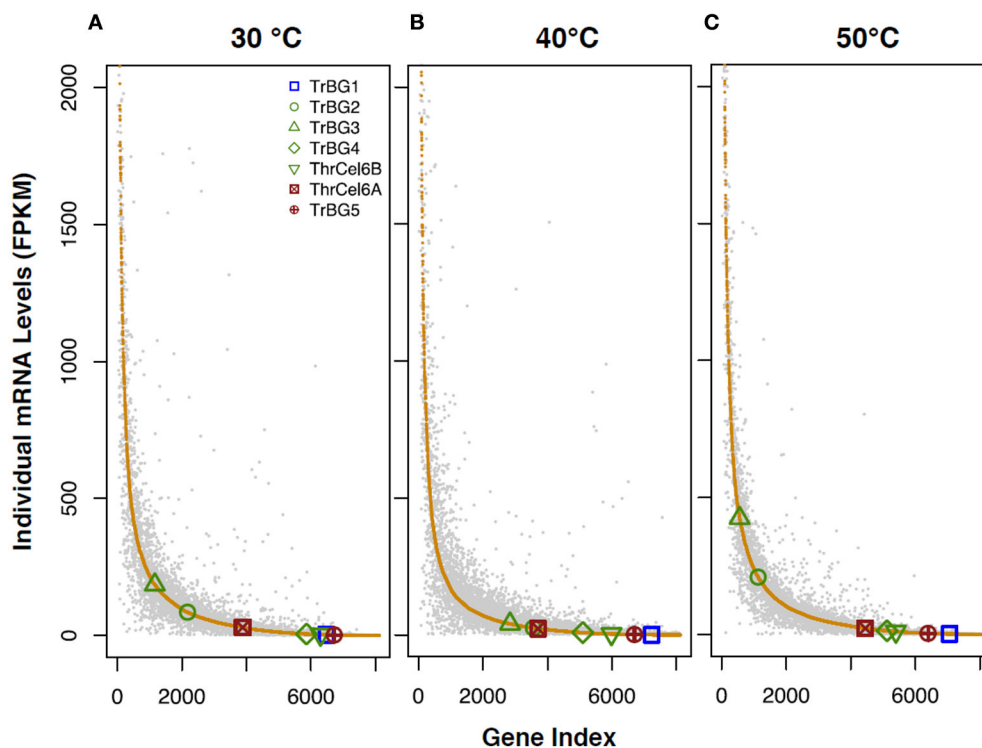 A
30 °C
B
40°C
C
50°C
Individual mRNA Levels (FPKM)
2000
1500
1000
500
0
TrBG1
TrBG2
TrBG3
TrBG4
ThrCel6B
ThrCel6A
TrBG5
0 2000 6000
0 2000 6000
0 2000 6000
Gene Index